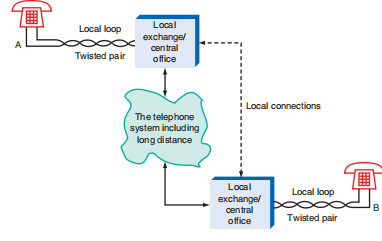 Local loop
A
Twisted pair
Local
exchange/
central
office
Local connections
The telephone
system including
long distance
Local
exchange/
central
office
Local loop
B
Twisted pair